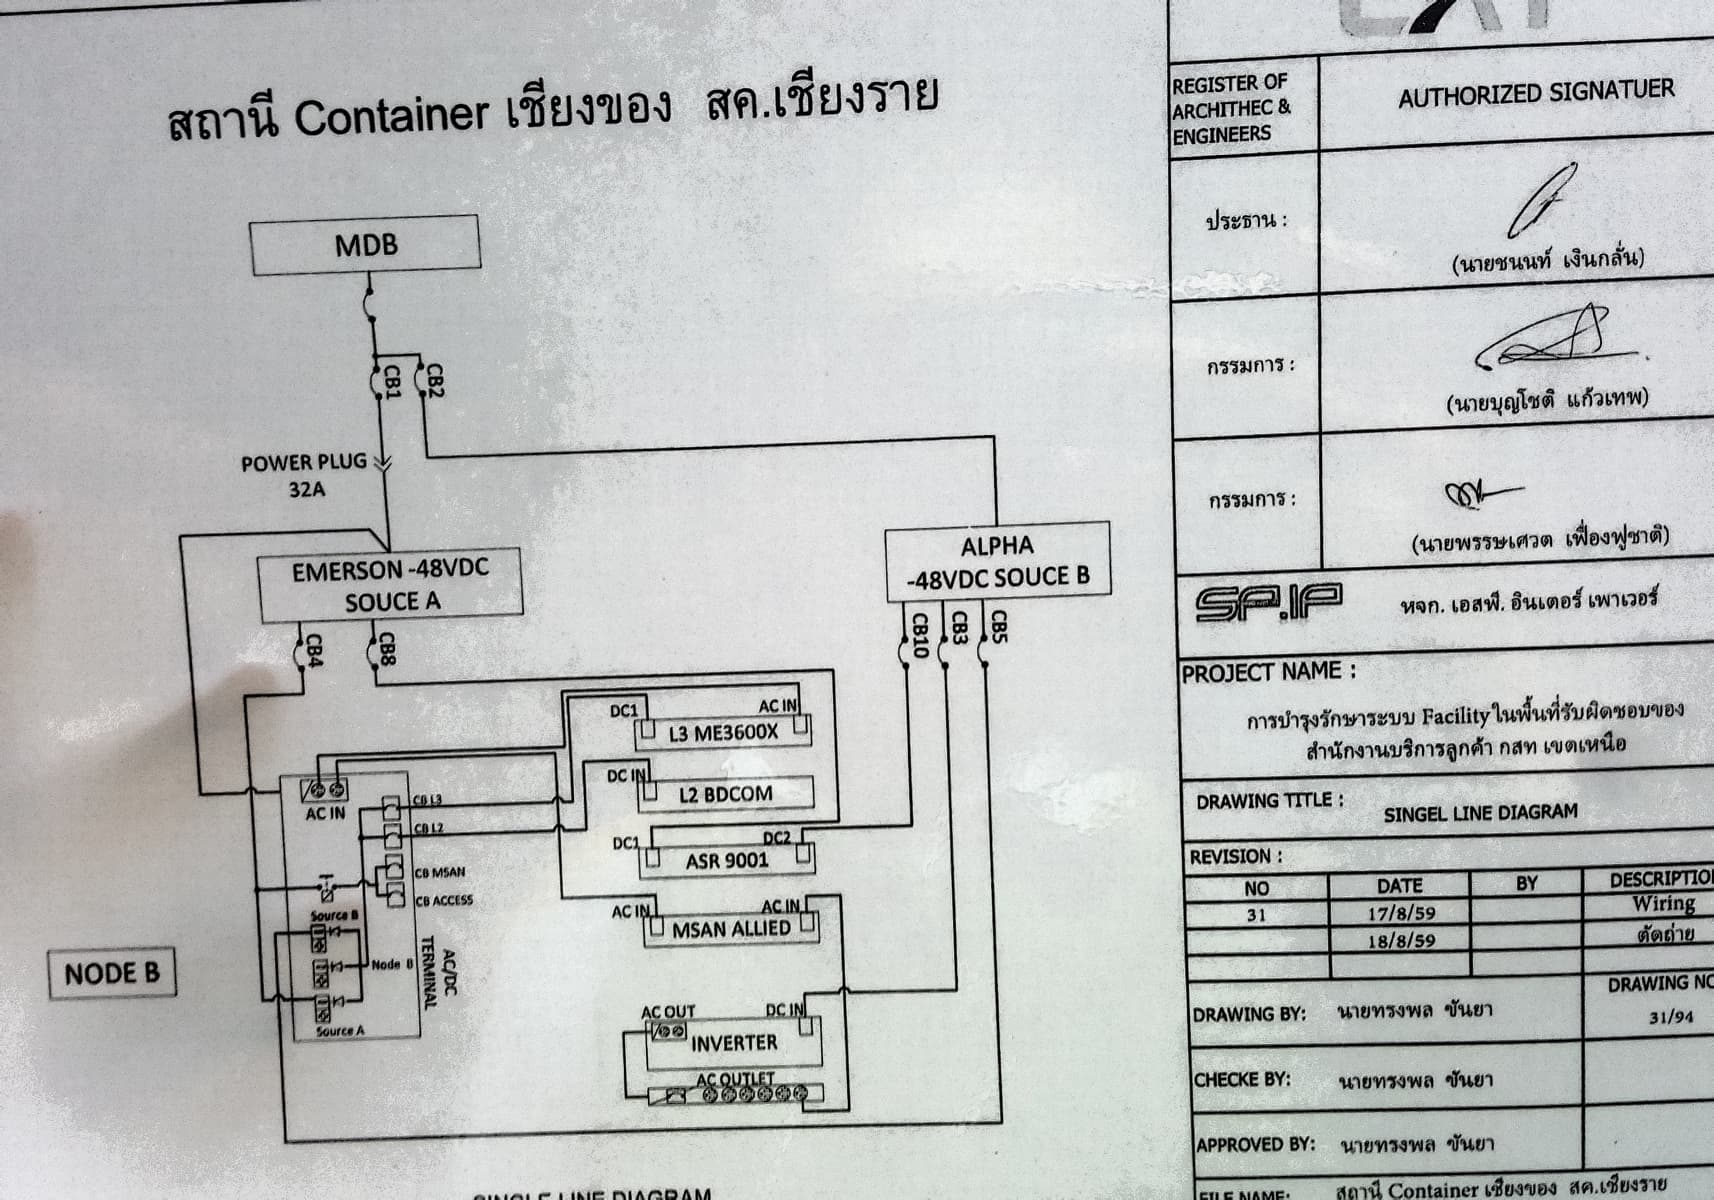 สถานี Container เชียงของ สค.เชียงราย
MDB
CB1
CB2
POWER PLUG
32A
EMERSON -48VDC
SOUCE A
ALPHA
-48VDC SOUCE B
CB4
CB8
CB10
CB3
CB5
DC1
AC IN
L3 ME3600X
DC IN
L2 BDCOM
DC1
DC2
ASR 9001
AC IN
AC IN
MSAN ALLIED
AC OUT
DC IN
INVERTER
AC OUTLET
AC IN
CB L3
CB L2
CB MSAN
CB ACCESS
Source B
Node B
Source A
AC/DC
TERMINAL
NODE B
SINGLE LINE DIAGRAM
REGISTER OF
ARCHITHEC &
ENGINEERS
AUTHORIZED SIGNATUER
ประธาน :
(นายชนนท์ เงินกลั่น)
กรรมการ :
(นายบุญโชติ แก้วเทพ)
กรรมการ :
(นายพรรษเศวต เฟื่องฟูชาติ)
SP.IP
หจก. เอสพี. อินเตอร์ เพาเวอร์
PROJECT NAME :
การบำรุงรักษาระบบ Facility ในพื้นที่รับผิดชอบของ
สำนักงานบริการลูกค้า กสท เขตเหนือ
DRAWING TITLE :
SINGEL LINE DIAGRAM
REVISION :
NO DATE BY DESCRIPTIO
31 17/8/59 Wiring
18/8/59 ตัดถ่าย
DRAWING BY: นายทรงพล ขันยา
DRAWING NO
31/94
CHECKE BY: นายทรงพล ขันยา
APPROVED BY: นายทรงพล ขันยา
FILE NAME: สถานี Container เชียงของ สค.เชียงราย